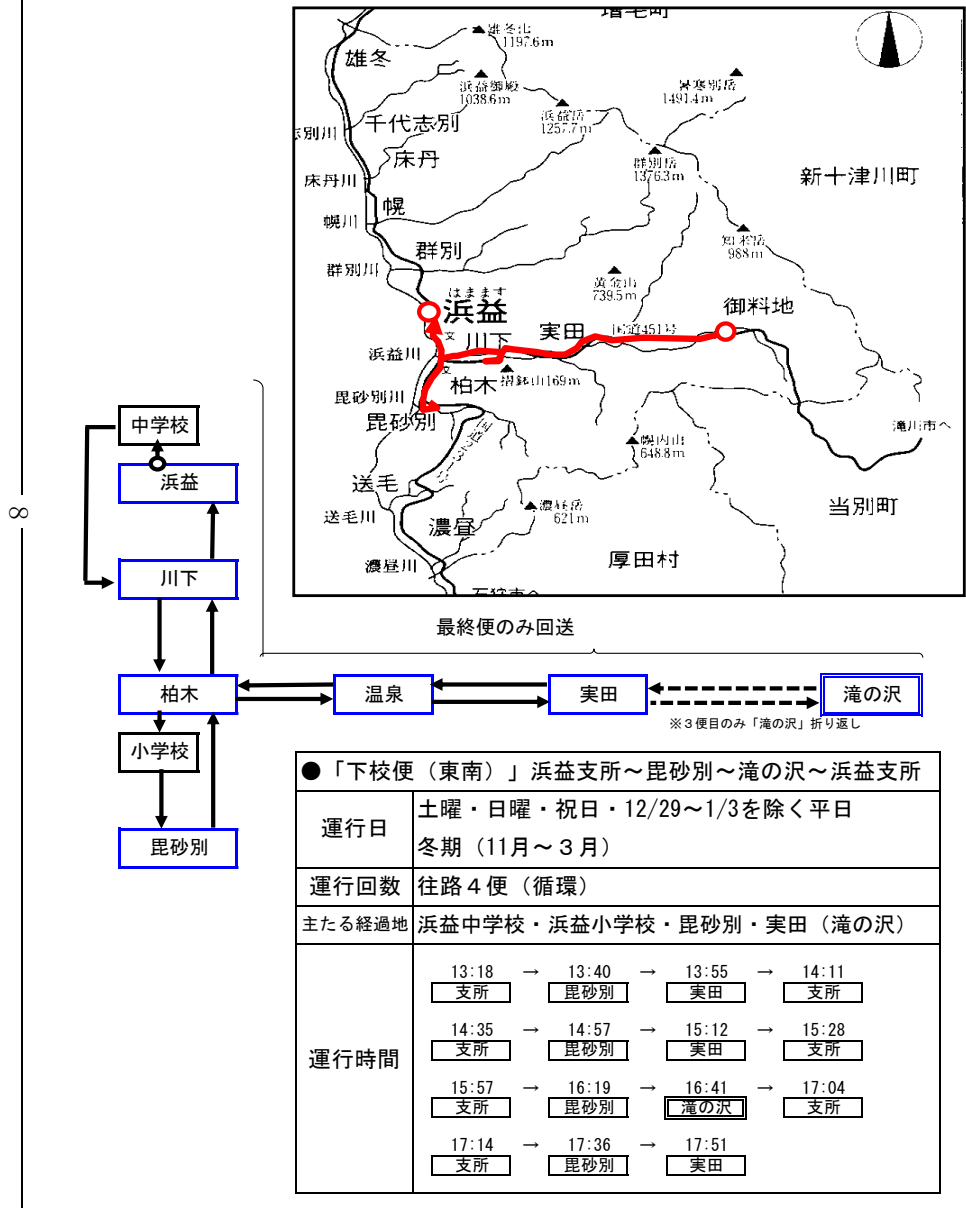 増毛町
雄冬
1197.6m
浜益御殿
1038.6m
浜益岳
1257.7m
暑寒別岳
1491.4m
千代志別
志別川
床丹
床丹川
群別岳
1376.3m
新十津川町
幌
幌川
群別
群別川
知来岳
988m
黄金山
739.5m
はまます
浜益
御料地
国道451号
実田
川下
文
浜益川
文
柏木
摺鉢山169m
毘砂別川
毘砂別
滝川市へ
幌内山
648.8m
送毛
送毛川
濃昼岳
621m
濃昼
当別町
濃昼川
厚田村
石狩市へ
8
中学校
浜益
川下
最終便のみ回送
柏木
温泉
実田
滝の沢
※3便目のみ「滝の沢」折り返し
小学校
毘砂別
●「下校便（東南）」浜益支所～毘砂別～滝の沢～浜益支所
運行日
土曜・日曜・祝日・12/29～1/3を除く平日
冬期（11月～３月）
運行回数
往路４便（循環）
主たる経過地
浜益中学校・浜益小学校・毘砂別・実田（滝の沢）
運行時間
13:18 → 13:40 → 13:55 → 14:11
支所 毘砂別 実田 支所
14:35 → 14:57 → 15:12 → 15:28
支所 毘砂別 実田 支所
15:57 → 16:19 → 16:41 → 17:04
支所 毘砂別 滝の沢 支所
17:14 → 17:36 → 17:51
支所 毘砂別 実田